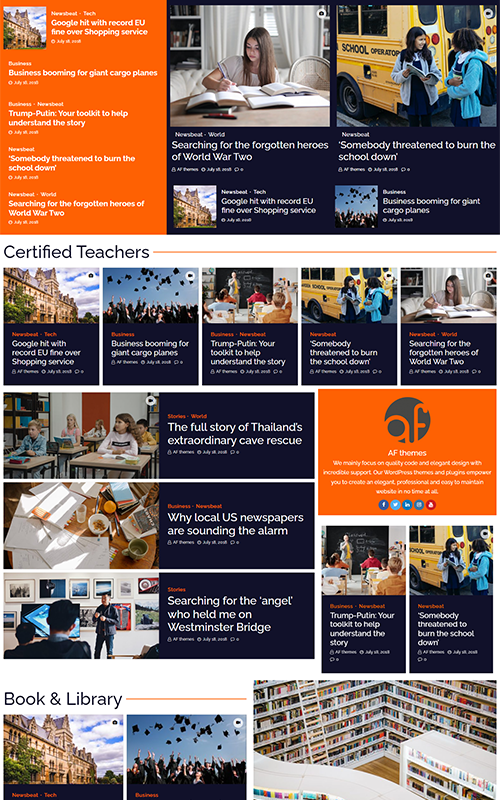 Newsbeat - Tech
Google hit with record EU
fine over Shopping service
July 18, 2018
Business
Business booming for giant cargo planes
July 18, 2018
Business - Newsbeat
Trump-Putin: Your toolkit to help
understand the story
July 18, 2018
Newsbeat
'Somebody threatened to burn the
school down'
July 18, 2018
Newsbeat - World
Searching for the forgotten heroes of
World War Two
July 18, 2018
Newsbeat - World
Searching for the forgotten heroes
of World War Two
AF themes July 18, 2018 0
SCHOOL OPERATOR
Newsbeat
'Somebody threatened to burn the
school down'
AF themes July 18, 2018 0
Newsbeat - Tech
Google hit with record EU
fine over Shopping service
July 18, 2018
Business
Business booming for giant
cargo planes
July 18, 2018
Certified Teachers
Newsbeat - Tech
Google hit with
record EU fine over
Shopping service
AF themes July 18, 2018 0
Business
Business booming for
giant cargo planes
AF themes July 18, 2018 0
Business - Newsbeat
Trump-Putin: Your
toolkit to help
understand the story
AF themes July 18, 2018 0
Newsbeat
'Somebody
threatened to burn
the school down'
AF themes July 18, 2018 0
Newsbeat - World
Searching for the
forgotten heroes of
World War Two
AF themes July 18, 2018 0
Stories - World
The full story of Thailand's
extraordinary cave rescue
AF themes July 18, 2018 0
Business - Newsbeat
Why local US newspapers
are sounding the alarm
AF themes July 18, 2018 0
Stories
Searching for the 'angel'
who held me on
Westminster Bridge
AF themes July 18, 2018 0
af
AF themes
We mainly focus on quality code and elegant design with
incredible support. Our WordPress themes and plugins empower
you to create an elegant, professional and easy to maintain
website in no time at all.
Business - Newsbeat
Trump-Putin: Your
toolkit to help
understand the
story
AF themes July 18, 2018
0
Newsbeat
'Somebody
threatened to
burn the school
down'
AF themes July 18, 2018
0
Book & Library
Newsbeat - Tech
Business